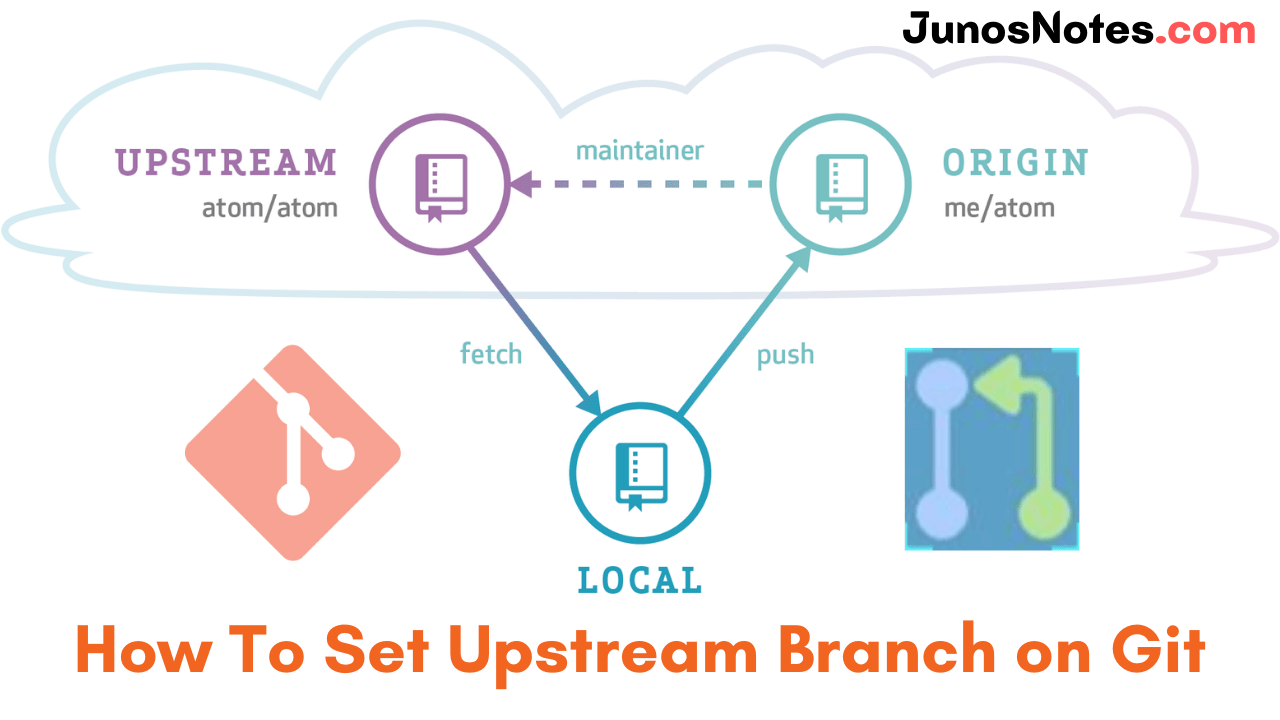 JunosNotes.com
maintainer
UPSTREAM
ORIGIN
atom/atom
me/atom
fetch
push
LOCAL
How To Set Upstream Branch on Git